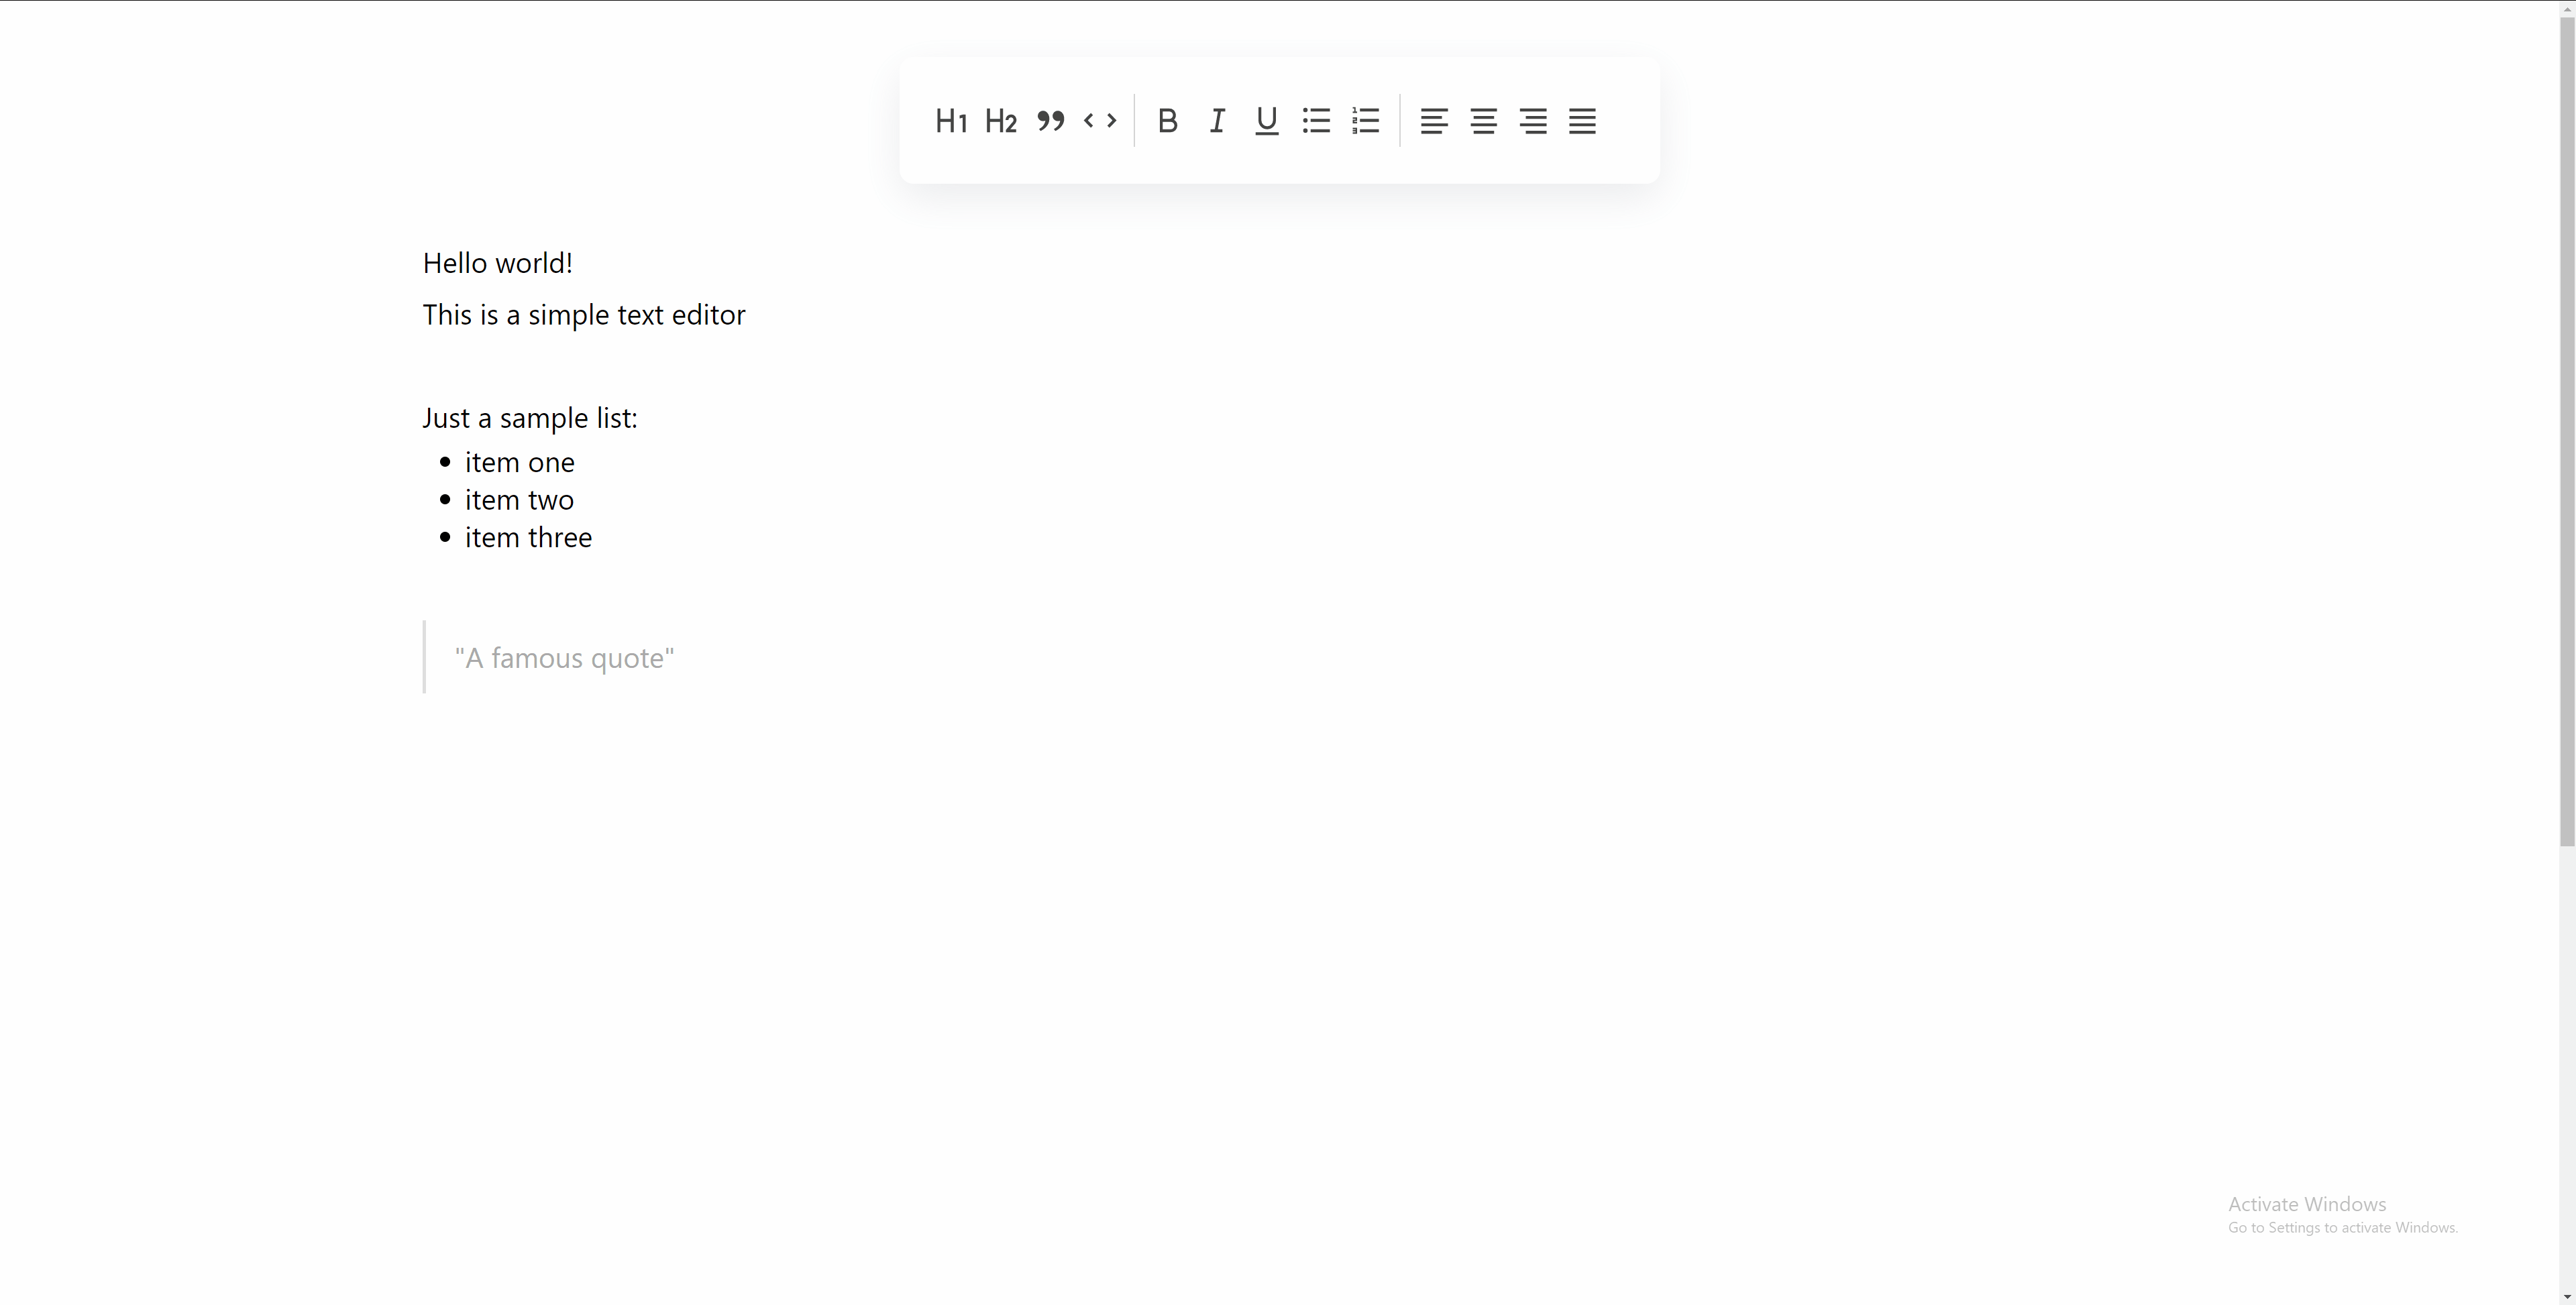 H1 H2 ” < > B I U
Hello world!
This is a simple text editor
Just a sample list:
• item one
• item two
• item three
"A famous quote"
Activate Windows
Go to Settings to activate Windows.